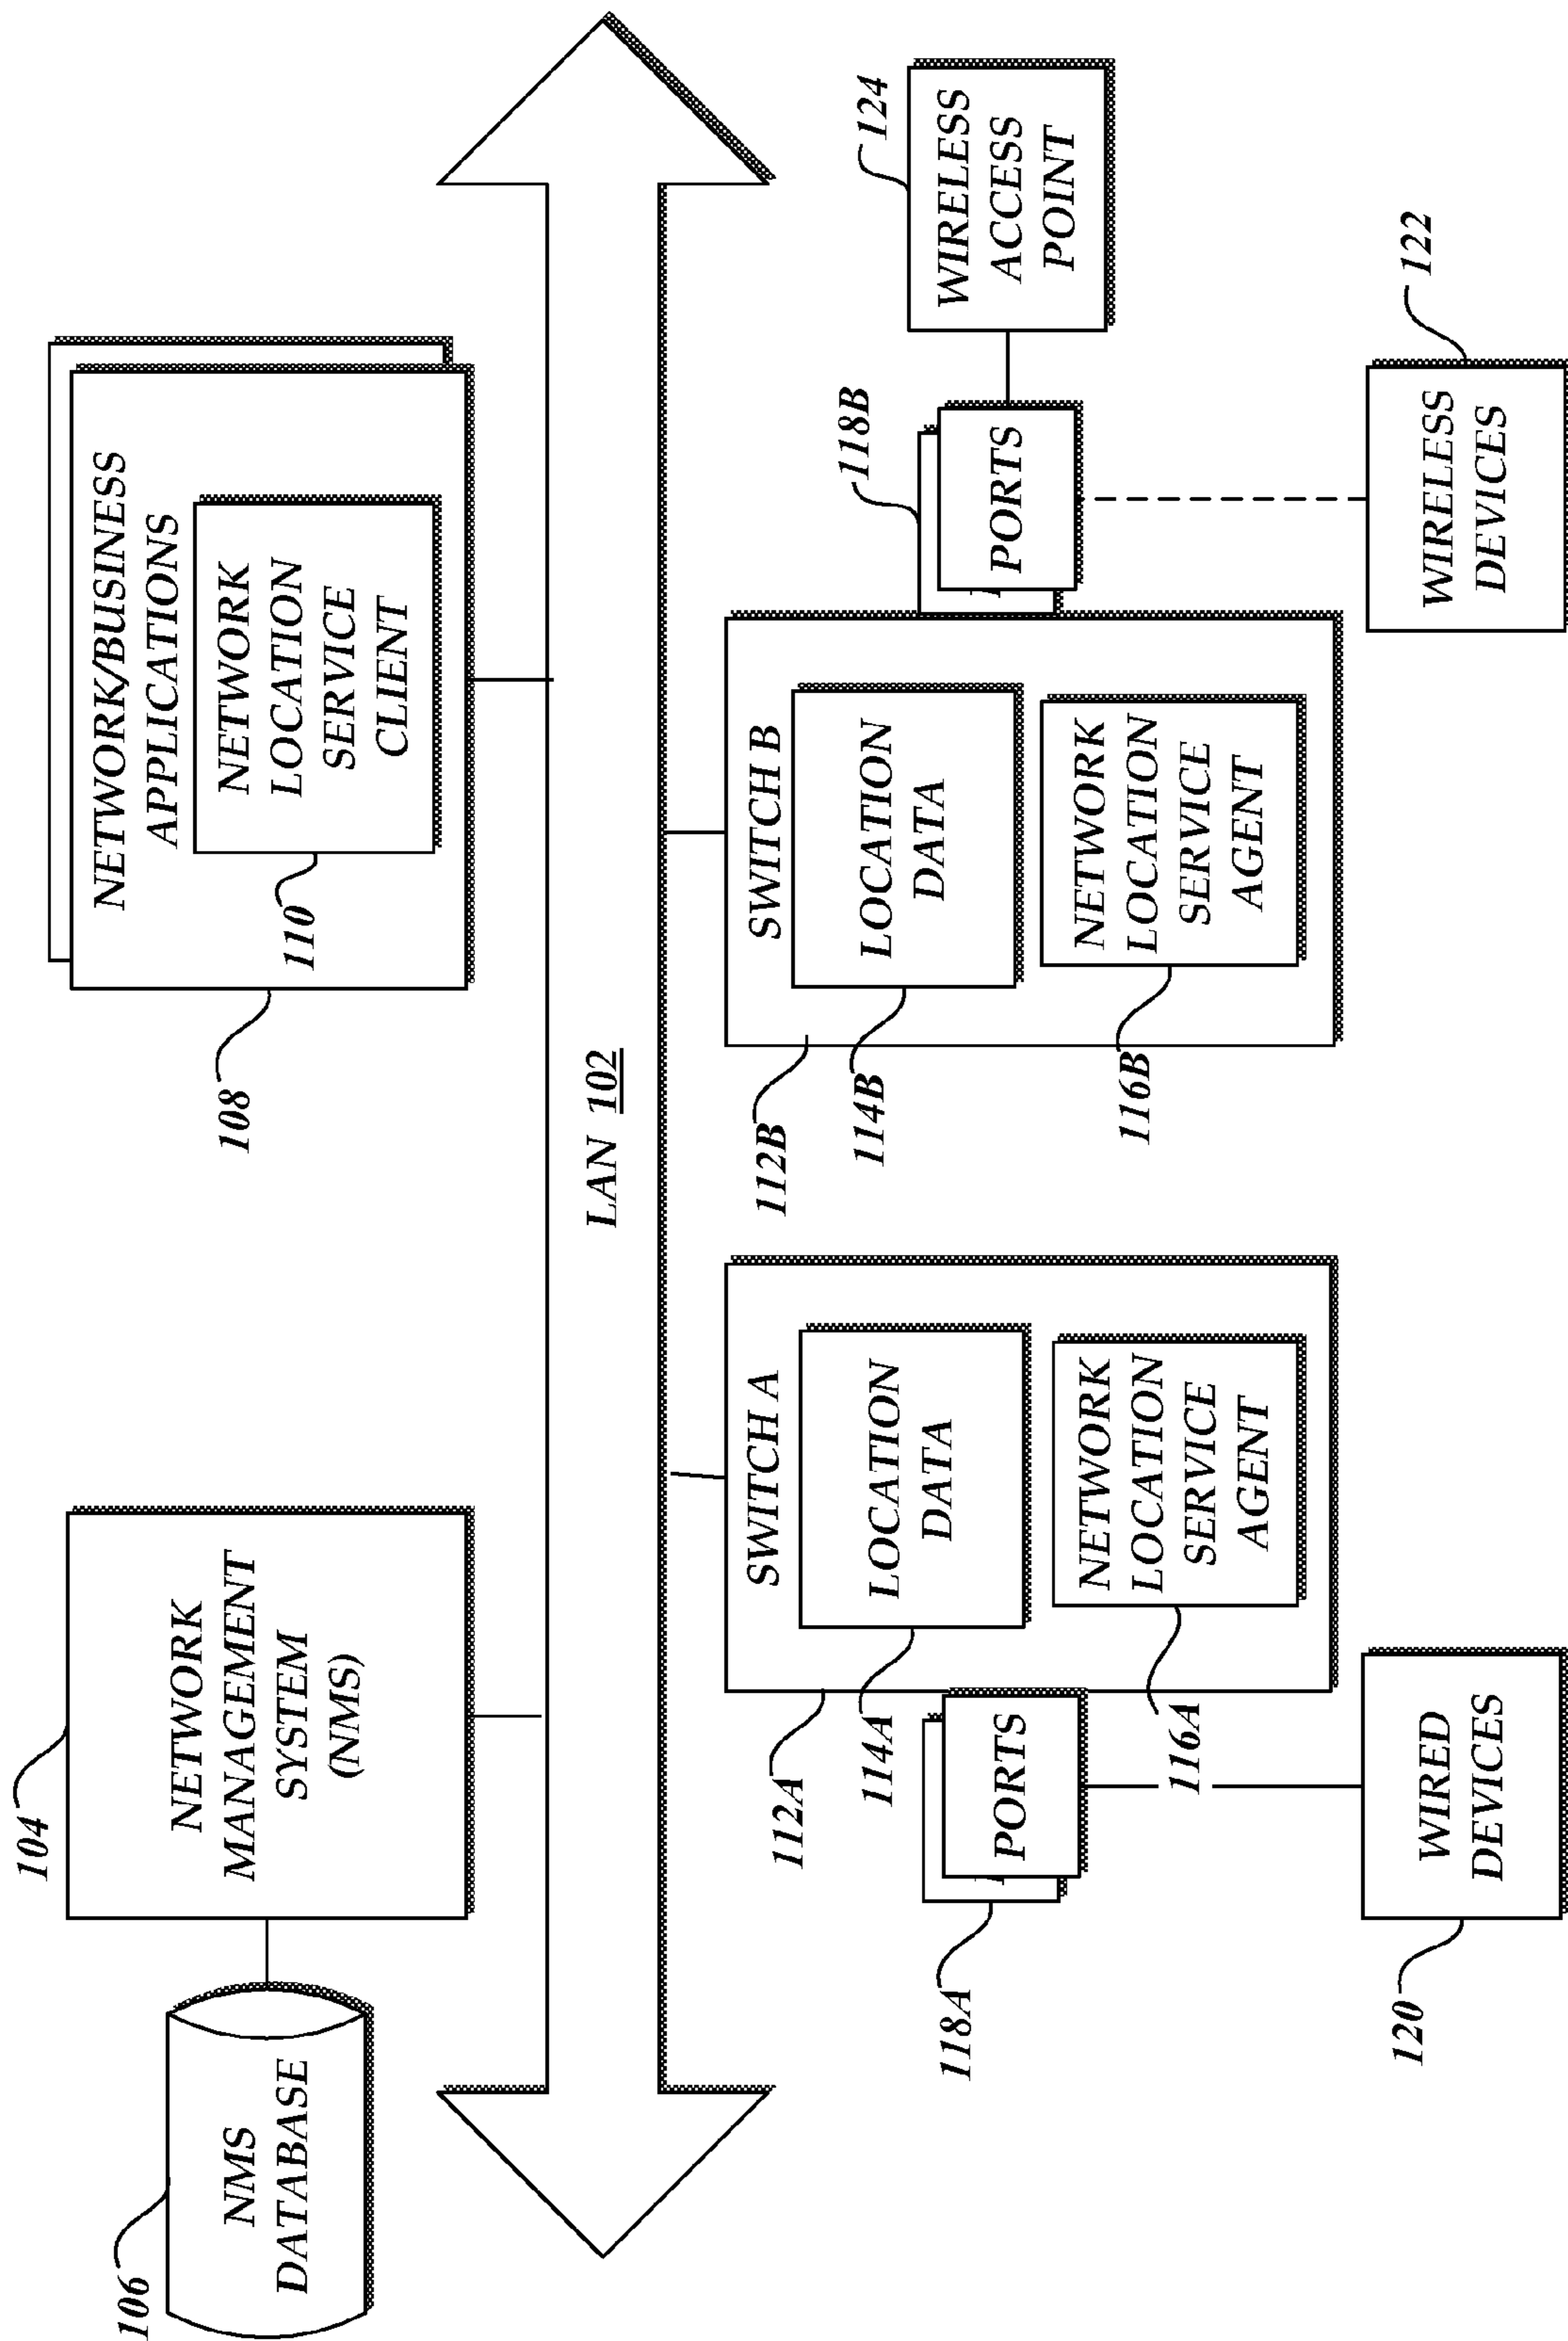 106
NMS
DATABASE
104
NETWORK
MANAGEMENT
SYSTEM
(NMS)
108
NETWORK/BUSINESS
APPLICATIONS
110
NETWORK
LOCATION
SERVICE
CLIENT
LAN 102
118A
PORTS
112A
SWITCH A
114A
LOCATION
DATA
116A
NETWORK
LOCATION
SERVICE
AGENT
120
WIRED
DEVICES
112B
SWITCH B
114B
LOCATION
DATA
116B
NETWORK
LOCATION
SERVICE
AGENT
118B
PORTS
124
WIRELESS
ACCESS
POINT
122
WIRELESS
DEVICES